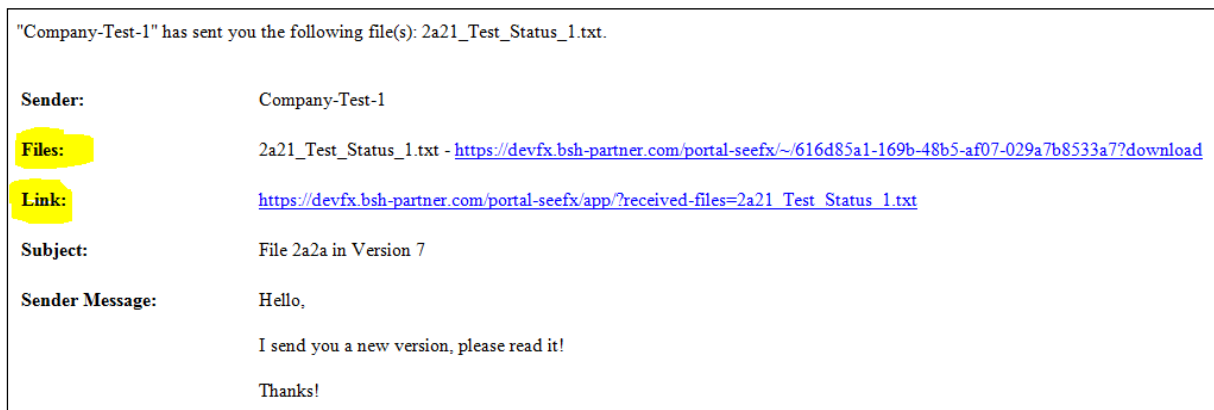 "Company-Test-1" has sent you the following file(s): 2a21_Test_Status_1.txt.
Sender: Company-Test-1
Files: 2a21_Test_Status_1.txt - https://devfx.bsh-partner.com/portal-seefx/~/616d85a1-169b-48b5-af07-029a7b8533a7?download
Link: https://devfx.bsh-partner.com/portal-seefx/app/?received-files=2a21_Test_Status_1.txt
Subject: File 2a2a in Version 7
Sender Message: Hello,
I send you a new version, please read it!
Thanks!